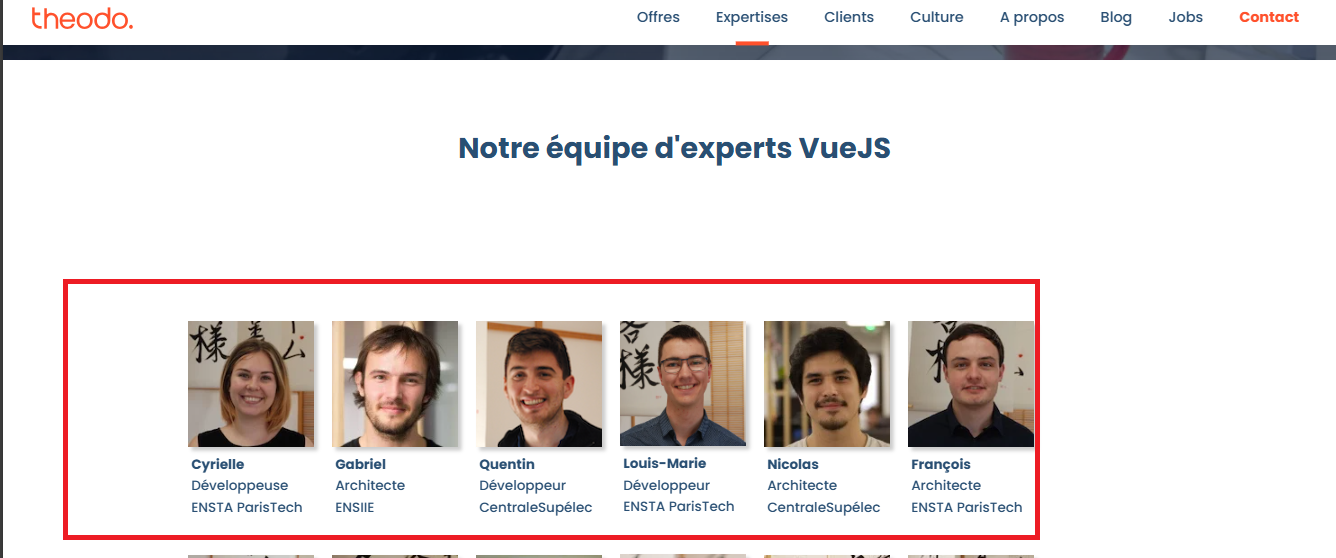 theodo.
Offres Expertises Clients Culture A propos Blog Jobs Contact
Notre équipe d'experts VueJS
Cyrielle
Développeuse
ENSTA ParisTech
Gabriel
Architecte
ENSIIE
Quentin
Développeur
CentraleSupélec
Louis-Marie
Développeur
ENSTA ParisTech
Nicolas
Architecte
CentraleSupélec
François
Architecte
ENSTA ParisTech